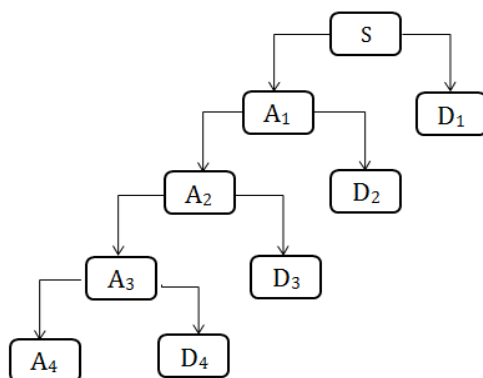 S
A₁
D₁
A₂
D₂
A₃
D₃
A₄
D₄